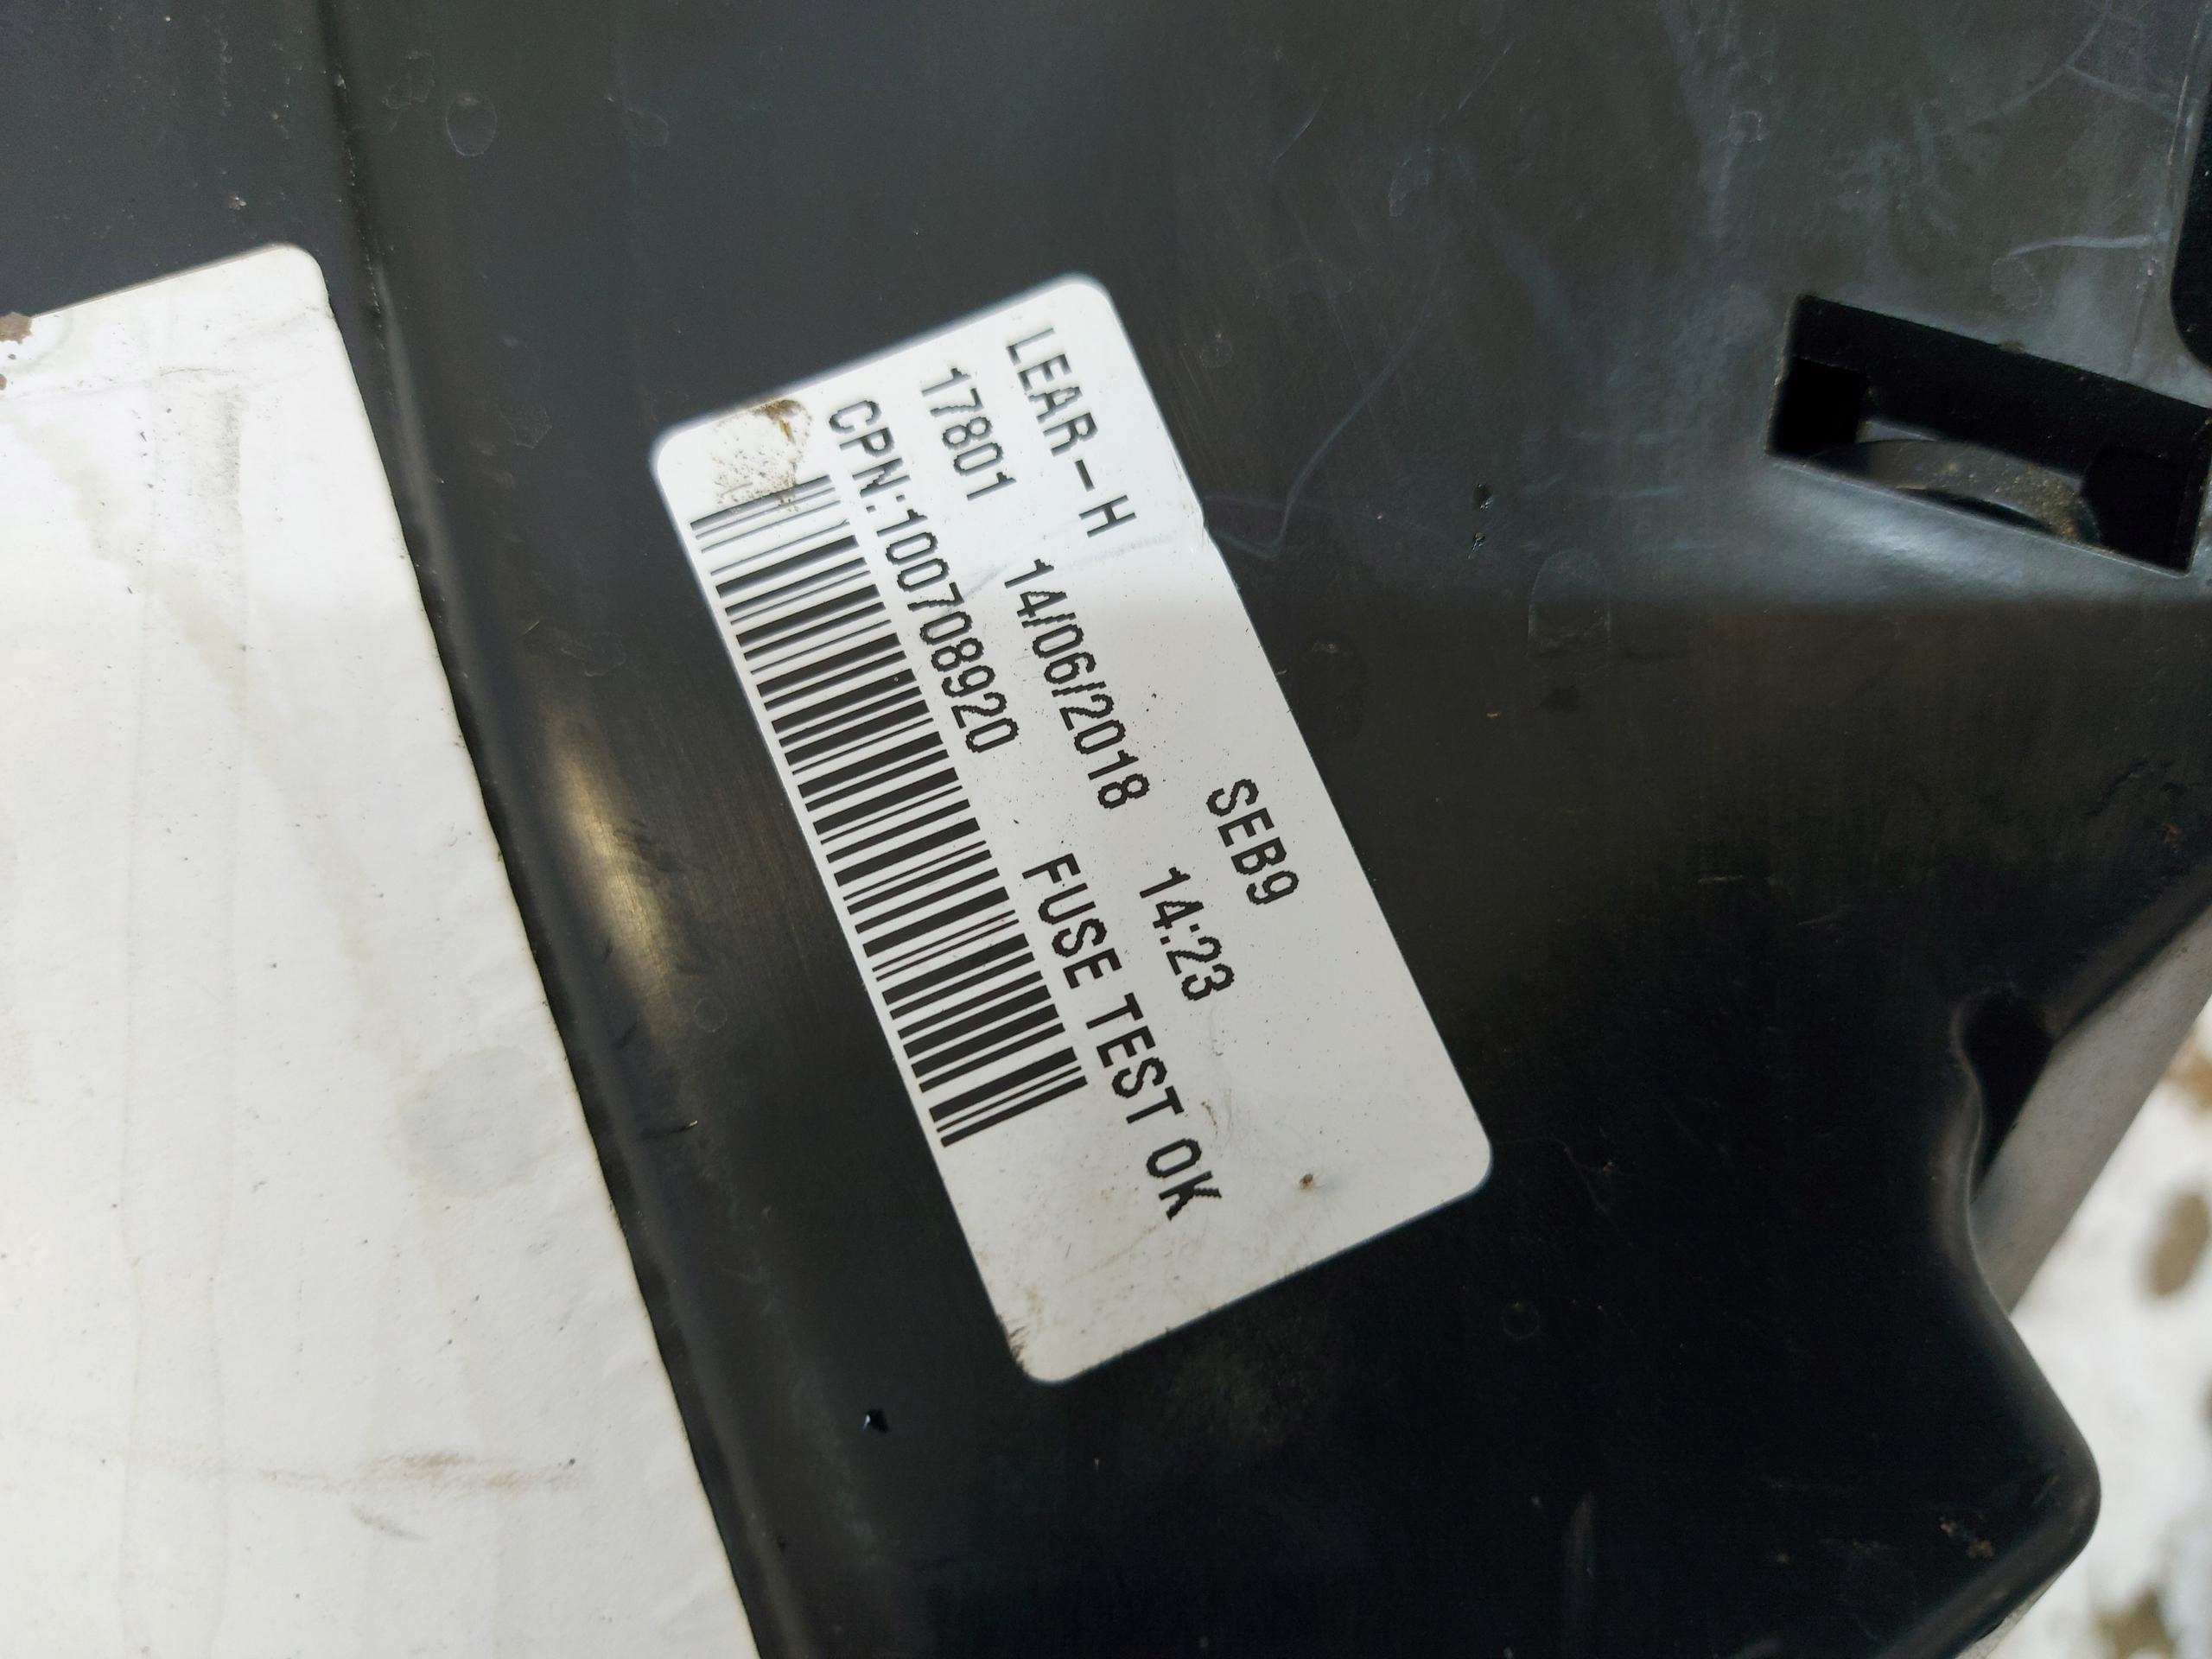 LEAR-H SEB9
17801 14/06/2018 14:23
CPN:100708920 FUSE TEST OK